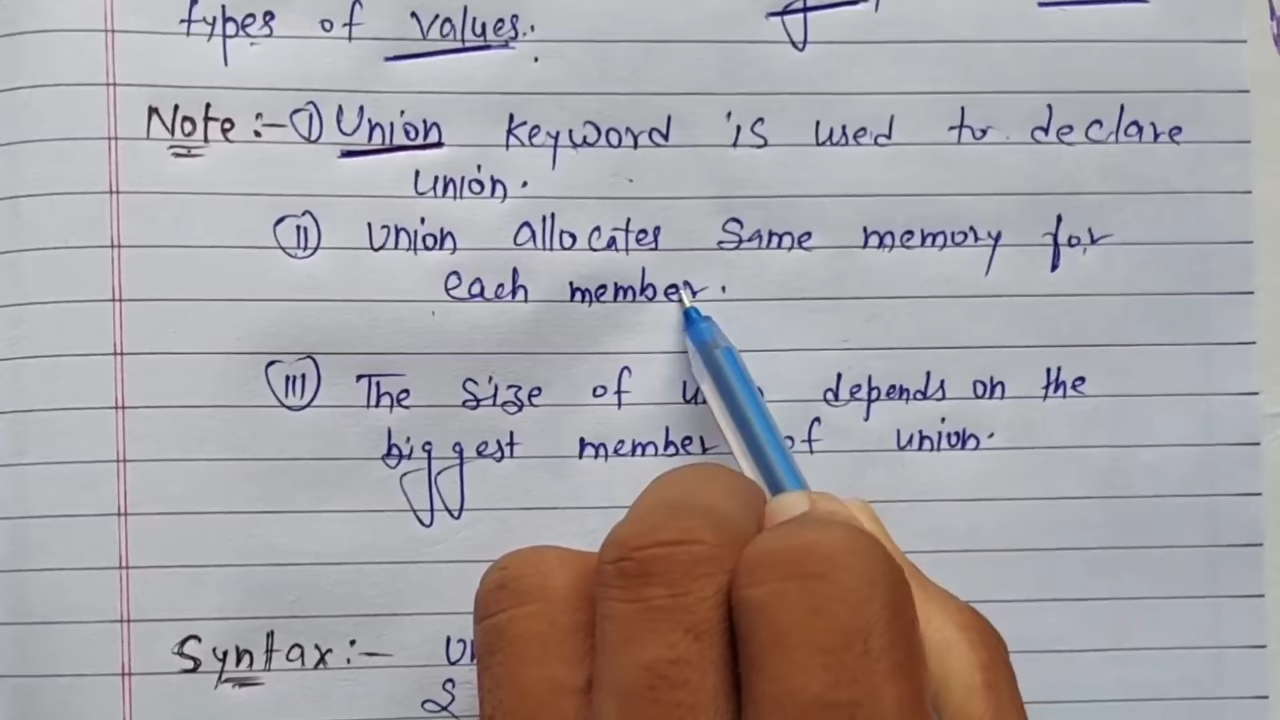 types of values.
Note :- (I) Union keyword is used to declare
union.
(II) Union allocates same memory for
each member.
(III) The size of depends on the
biggest member of union.
Syntax :-